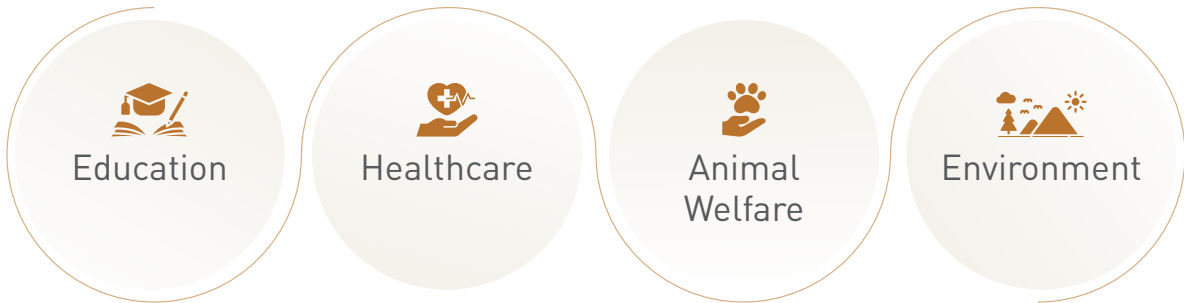 Education
Healthcare
Animal
Welfare
Environment